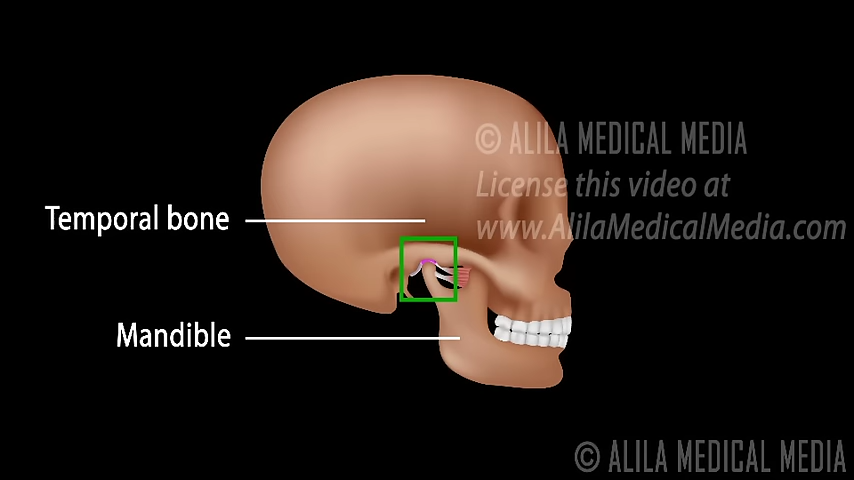 © ALILA MEDICAL MEDIA
License this video at
www.AlilaMedicalMedia.com
Temporal bone
Mandible
© ALILA MEDICAL MEDIA